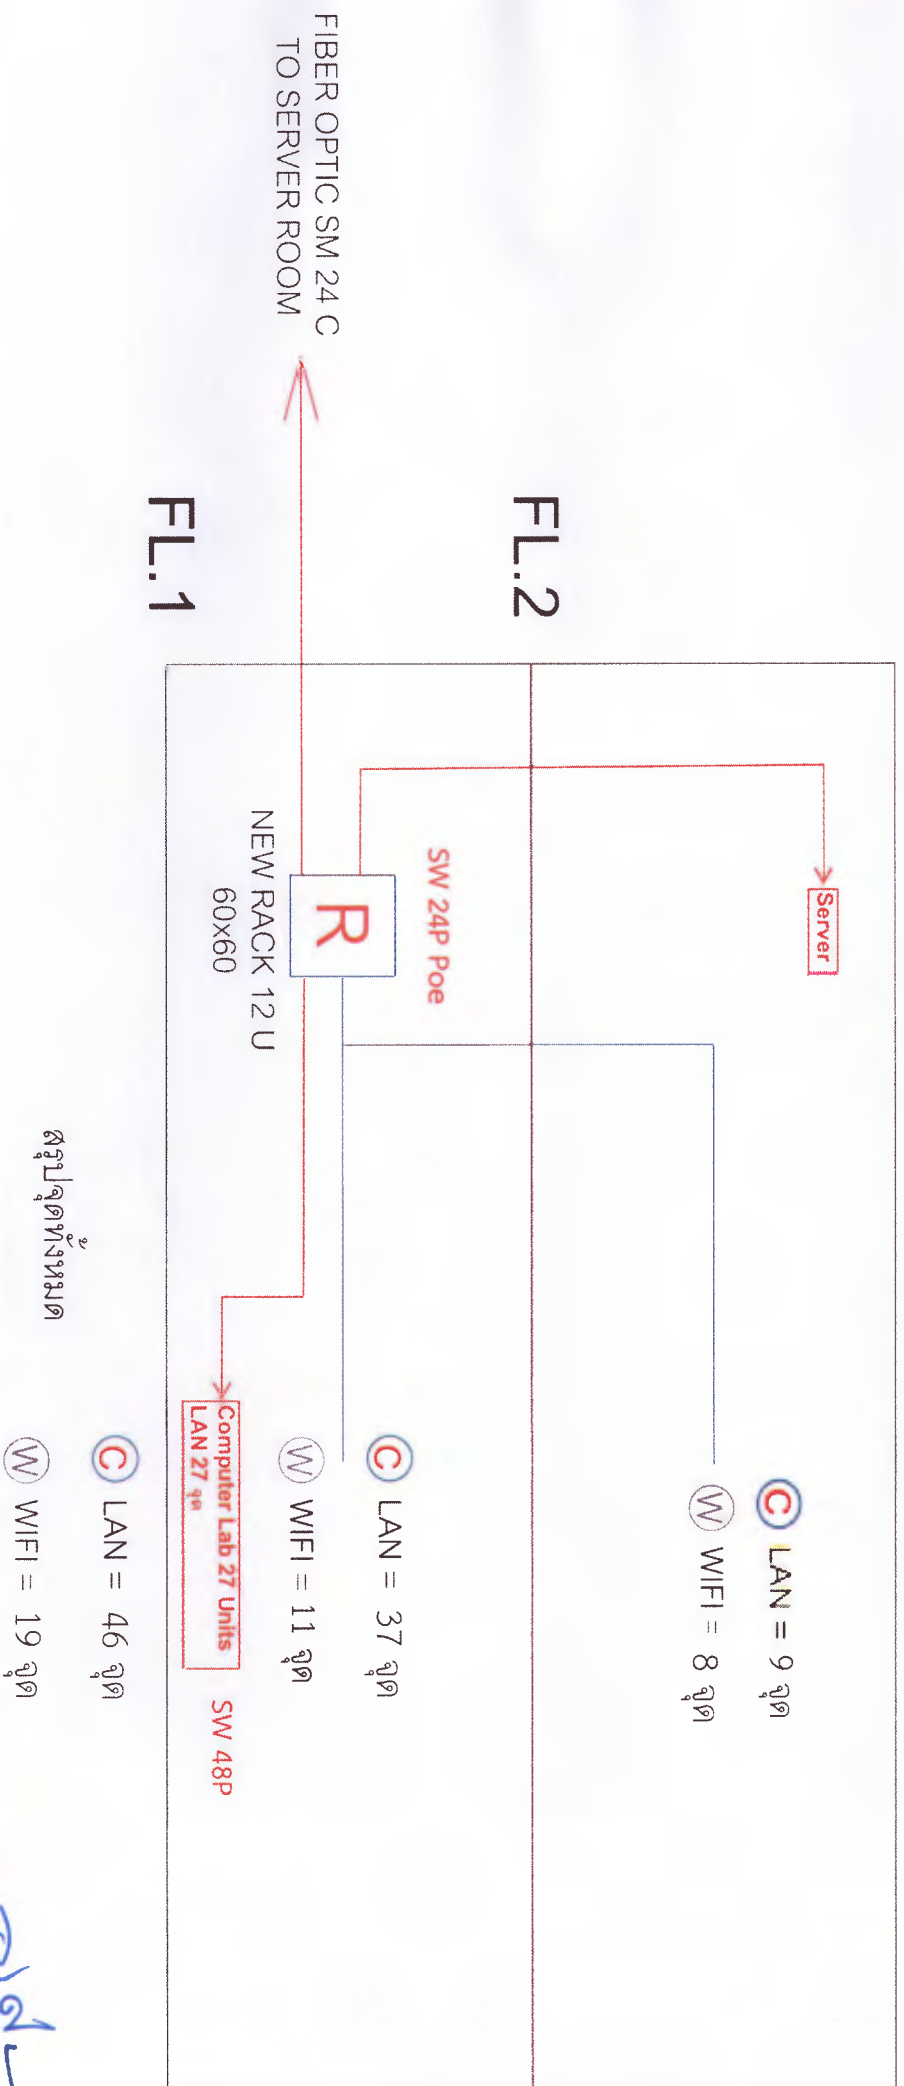 FL.2
Server
C LAN = 9 จุด
W WIFI = 8 จุด
FL.1
SW 24P Poe
R
NEW RACK 12 U
60x60
FIBER OPTIC SM 24 C
TO SERVER ROOM
C LAN = 37 จุด
W WIFI = 11 จุด
Computer Lab 27 Units
LAN 27 จุด
SW 48P
สรุปจุดทั้งหมด
C LAN = 46 จุด
W WIFI = 19 จุด